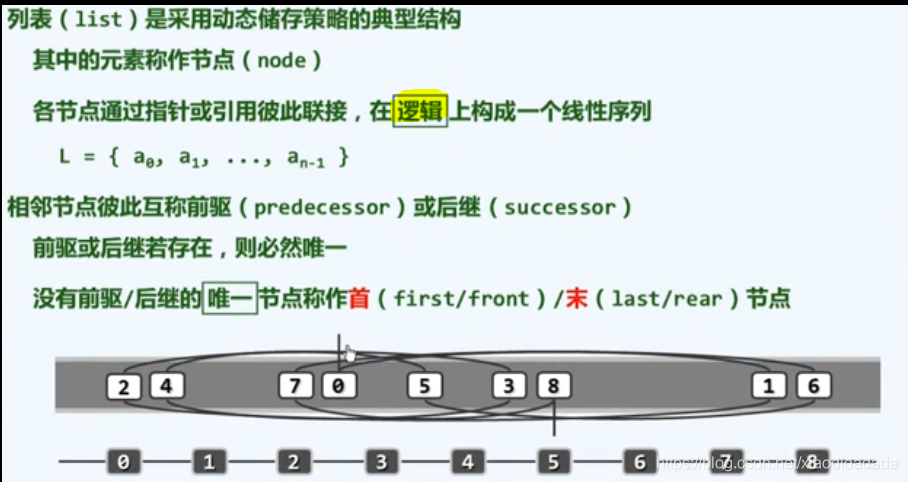 列表（list）是采用动态储存策略的典型结构
其中的元素称作节点（node）
各节点通过指针或引用彼此联接，在逻辑上构成一个线性序列
L = { a₀, a₁, ..., aₙ₋₁ }
相邻节点彼此互称前驱（predecessor）或后继（successor）
前驱或后继若存在，则必然唯一
没有前驱/后继的唯一节点称作首（first/front）/末（last/rear）节点
2 4 7 0 5 3 8 1 6
0 1 2 3 4 5 6 7 8
https://blog.csdn.net/xiaodidadada